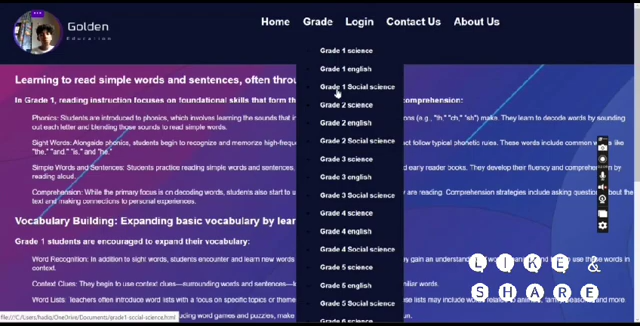 Golden
Education
Home Grade Login Contact Us About Us
Grade 1 science
Grade 1 english
Grade 1 Social science
Grade 2 science
Grade 2 english
Grade 2 Social science
Grade 3 science
Grade 3 english
Grade 3 Social science
Grade 4 science
Grade 4 english
Grade 4 Social science
Grade 5 science
Grade 5 english
Grade 5 Social science
Grade 6 science
Learning to read simple words and sentences, often throu
In Grade 1, reading instruction focuses on foundational skills that form th comprehension:
Phonics: Students are introduced to phonics, which involves learning the sounds that in ons (e.g., "th," "ch," "sh") make. They learn to decode words by sounding
out each letter and blending those sounds to read simple words.
Sight Words: Alongside phonics, students begin to recognize and memorize high-freque ct follow typical phonetic rules. These words include common words like
"the," "and," "is," and "he."
Simple Words and Sentences: Students practice reading simple words and sentences, and early reader books. They develop their fluency and comprehension
reading aloud.
Comprehension: While the primary focus is on decoding words, students also start to u are reading. Comprehension strategies include asking about the
text and making connections to personal experiences.
Vocabulary Building: Expanding basic vocabulary by lear
Grade 1 students are encouraged to expand their vocabulary:
Word Recognition: In addition to sight words, students encounter and learn new words gain an understanding of w in
context.
Context Clues: They begin to use context clues—surrounding words and sentences— miliar words.
Word Lists: Teachers often introduce word lists with a focus on specific topics or theme se lists may include words related to seasons, and more
file:///C:/Users/hudiq/OneDrive/Documents/grade1-social-science.html uding word games and puzzles, make
LIKE &
SHARE